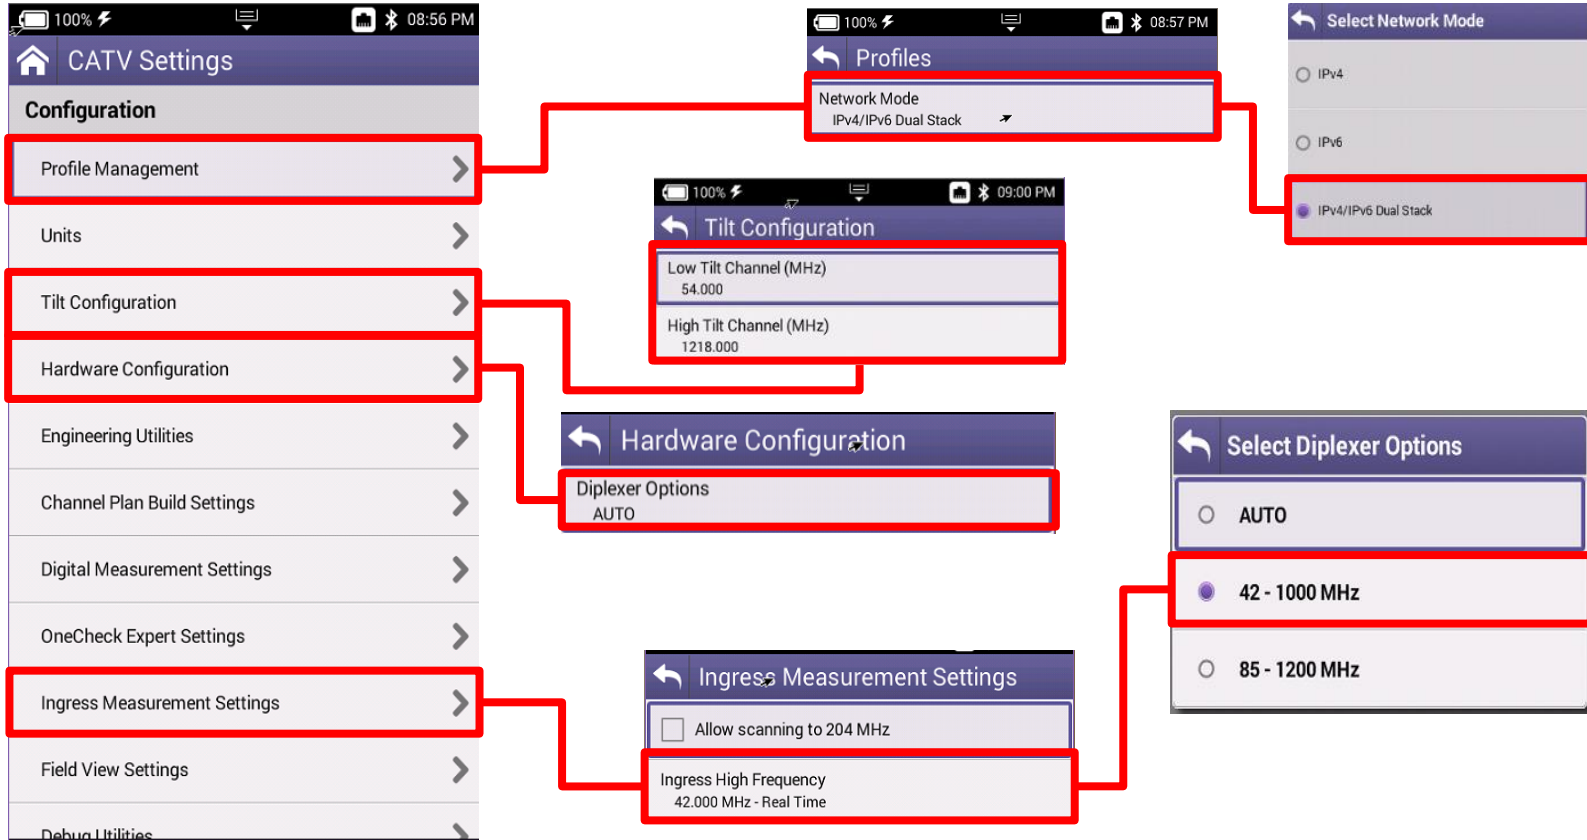 100%
08:56 PM
CATV Settings
Configuration
Profile Management
Units
Tilt Configuration
Hardware Configuration
Engineering Utilities
Channel Plan Build Settings
Digital Measurement Settings
OneCheck Expert Settings
Ingress Measurement Settings
Field View Settings
Debug Utilities
100%
08:57 PM
Profiles
Network Mode
IPv4/IPv6 Dual Stack
Select Network Mode
IPv4
IPv6
IPv4/IPv6 Dual Stack
100%
09:00 PM
Tilt Configuration
Low Tilt Channel (MHz)
54.000
High Tilt Channel (MHz)
1218.000
Hardware Configuration
Diplexer Options
AUTO
Select Diplexer Options
AUTO
42 - 1000 MHz
85 - 1200 MHz
Ingress Measurement Settings
Allow scanning to 204 MHz
Ingress High Frequency
42.000 MHz - Real Time